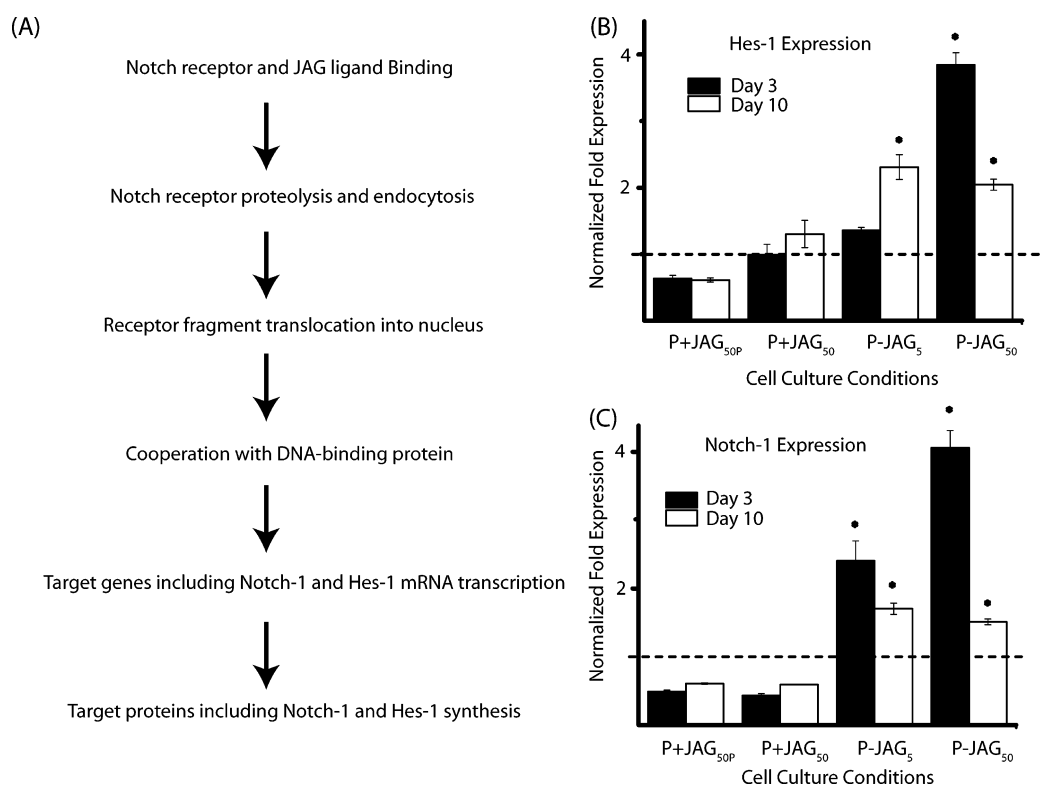 (A)
Notch receptor and JAG ligand Binding
Notch receptor proteolysis and endocytosis
Receptor fragment translocation into nucleus
Cooperation with DNA-binding protein
Target genes including Notch-1 and Hes-1 mRNA transcription
Target proteins including Notch-1 and Hes-1 synthesis
(B)
Hes-1 Expression
Day 3
Day 10
Normalized Fold Expression
4
2
P+JAG50P P+JAG50 P-JAG5 P-JAG50
Cell Culture Conditions
(C)
Notch-1 Expression
Day 3
Day 10
Normalized Fold Expression
4
2
P+JAG50P P+JAG50 P-JAG5 P-JAG50
Cell Culture Conditions